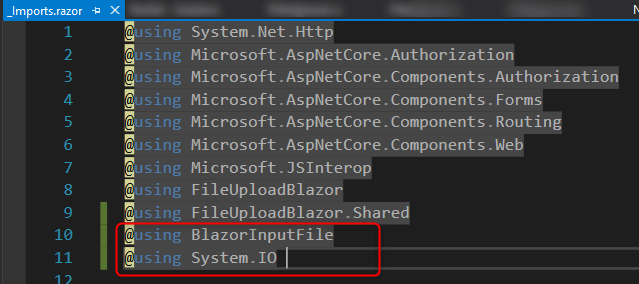 _Imports.razor
1 @using System.Net.Http
2 @using Microsoft.AspNetCore.Authorization
3 @using Microsoft.AspNetCore.Components.Authorization
4 @using Microsoft.AspNetCore.Components.Forms
5 @using Microsoft.AspNetCore.Components.Routing
6 @using Microsoft.AspNetCore.Components.Web
7 @using Microsoft.JSInterop
8 @using FileUploadBlazor
9 @using FileUploadBlazor.Shared
10 @using BlazorInputFile
11 @using System.IO
12